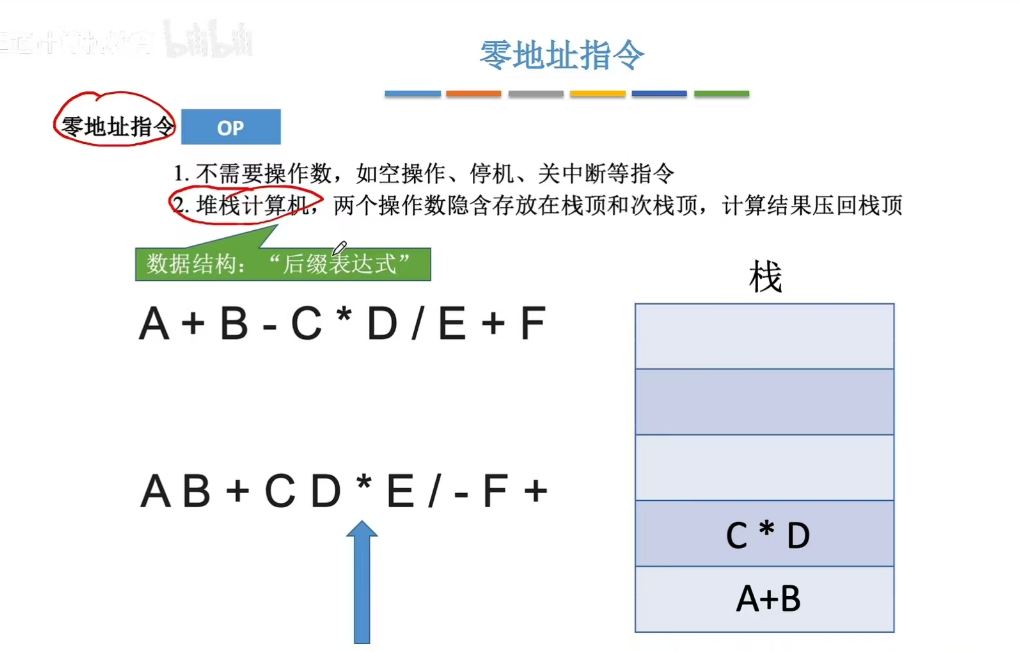 bilibili
零地址指令
零地址指令 OP
1. 不需要操作数，如空操作、停机、关中断等指令
2. 堆栈计算机，两个操作数隐含存放在栈顶和次栈顶，计算结果压回栈顶
数据结构：“后缀表达式”
栈
A + B - C * D / E + F
A B + C D * E / - F +
C * D
A+B